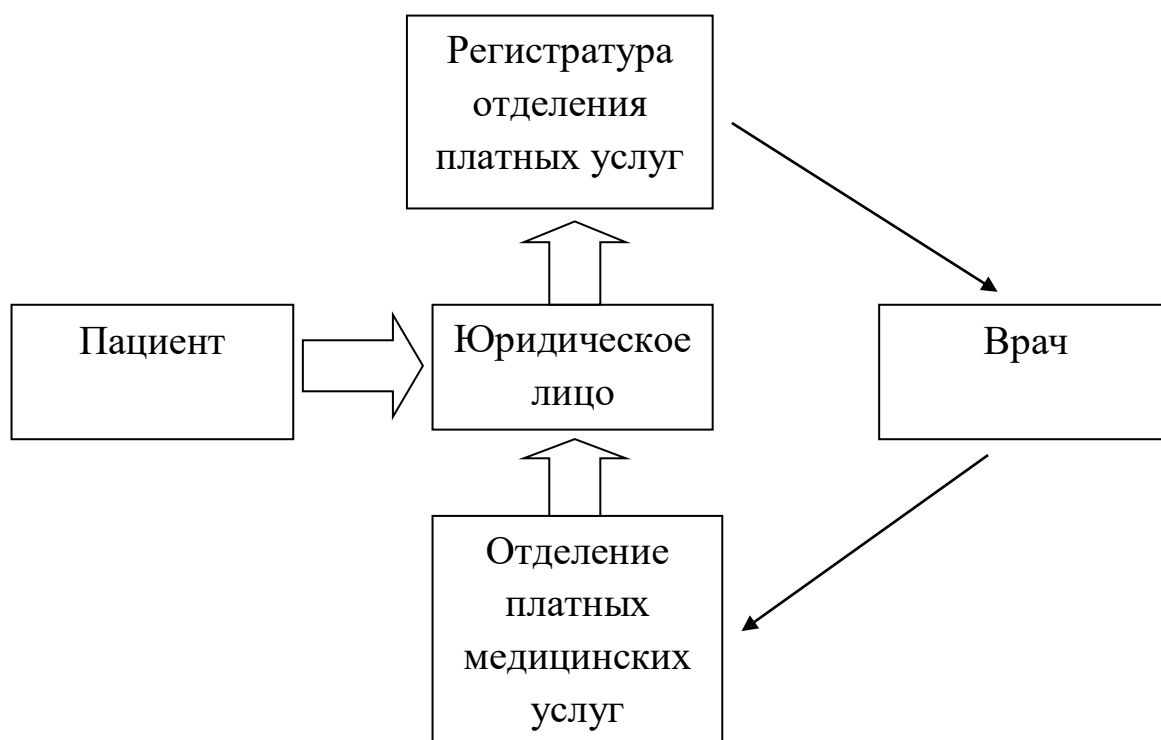 Регистратура
отделения
платных услуг
Пациент
Юридическое
лицо
Врач
Отделение
платных
медицинских
услуг